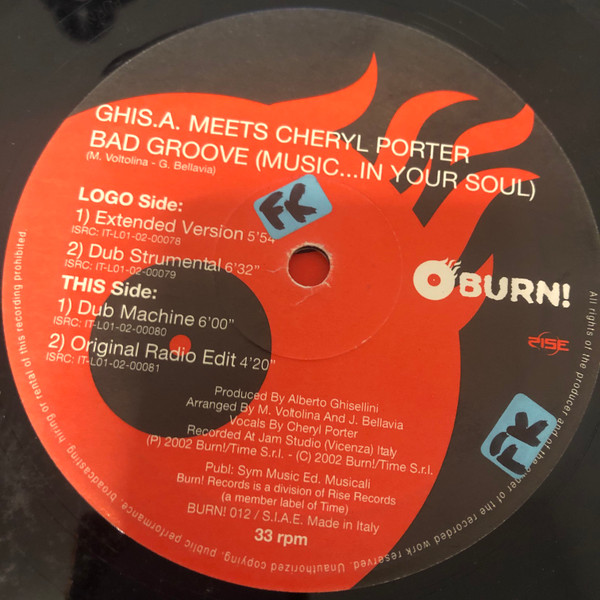 GHIS.A. MEETS CHERYL PORTER
BAD GROOVE (MUSIC...IN YOUR SOUL)
(M. Voltolina - G. Bellavia)
FK
LOGO Side:
1) Extended Version 5'54
ISRC: IT-L01-02-00078
2) Dub Strumental 6'32"
ISRC: IT-L01-02-00079
THIS Side:
1) Dub Machine 6'00"
ISRC: IT-L01-02-00080
2) Original Radio Edit 4'20"
ISRC: IT-L01-02-00081
BURN!
RISE
Produced By Alberto Ghisellini
Arranged By M. Voltolina And J. Bellavia
Vocals By Cheryl Porter
Recorded At Jam Studio (Vicenza) Italy
(P) 2002 Burn!/Time S.r.l. - (C) 2002 Burn!/Time S.r.l.
Publ: Sym Music Ed. Musicali
Burn! Records is a division of Rise Records
(a member label of Time)
BURN! 012 / S.I.A.E. Made in Italy
33 rpm
FK
All rights of the producer and of the owner of the recorded work reserved. Unauthorized copying, public performance, broadcasting, hiring or rental of this recording prohibited.